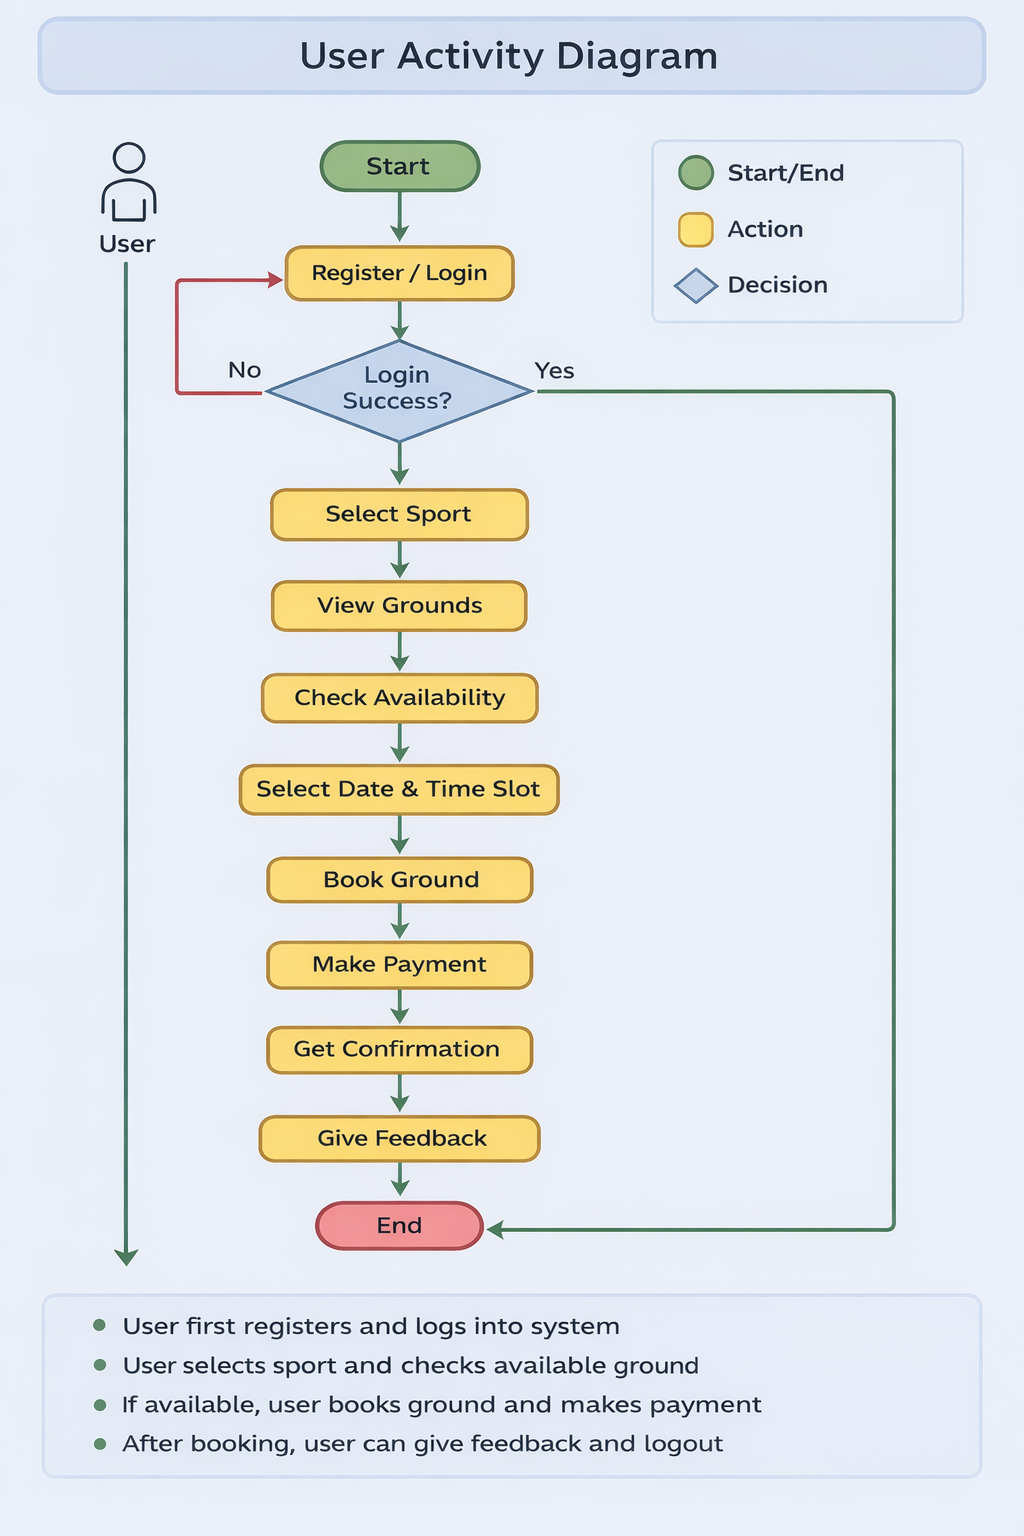 User Activity Diagram
User
Start
Start/End
Action
Decision
Register / Login
No
Login
Success?
Yes
Select Sport
View Grounds
Check Availability
Select Date & Time Slot
Book Ground
Make Payment
Get Confirmation
Give Feedback
End
User first registers and logs into system
User selects sport and checks available ground
If available, user books ground and makes payment
After booking, user can give feedback and logout